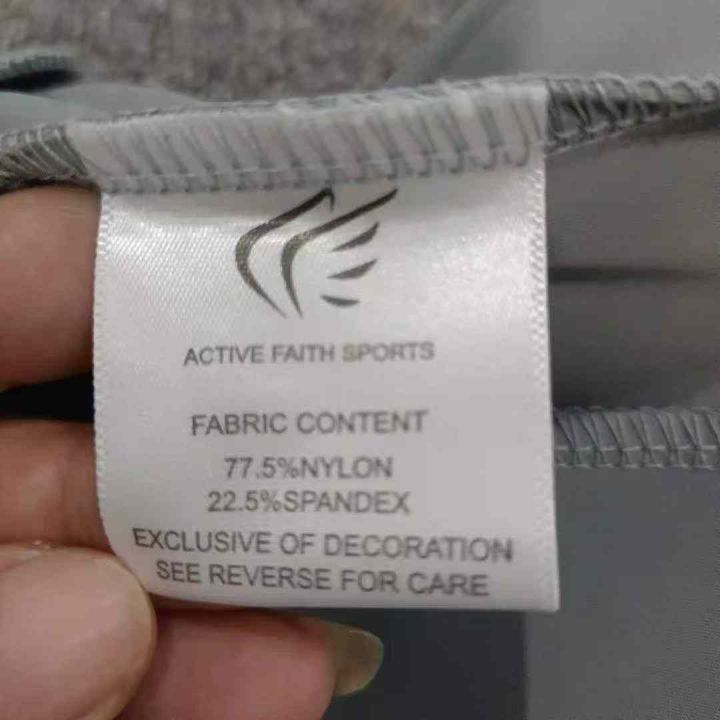 ACTIVE FAITH SPORTS
FABRIC CONTENT
77.5%NYLON
22.5%SPANDEX
EXCLUSIVE OF DECORATION
SEE REVERSE FOR CARE